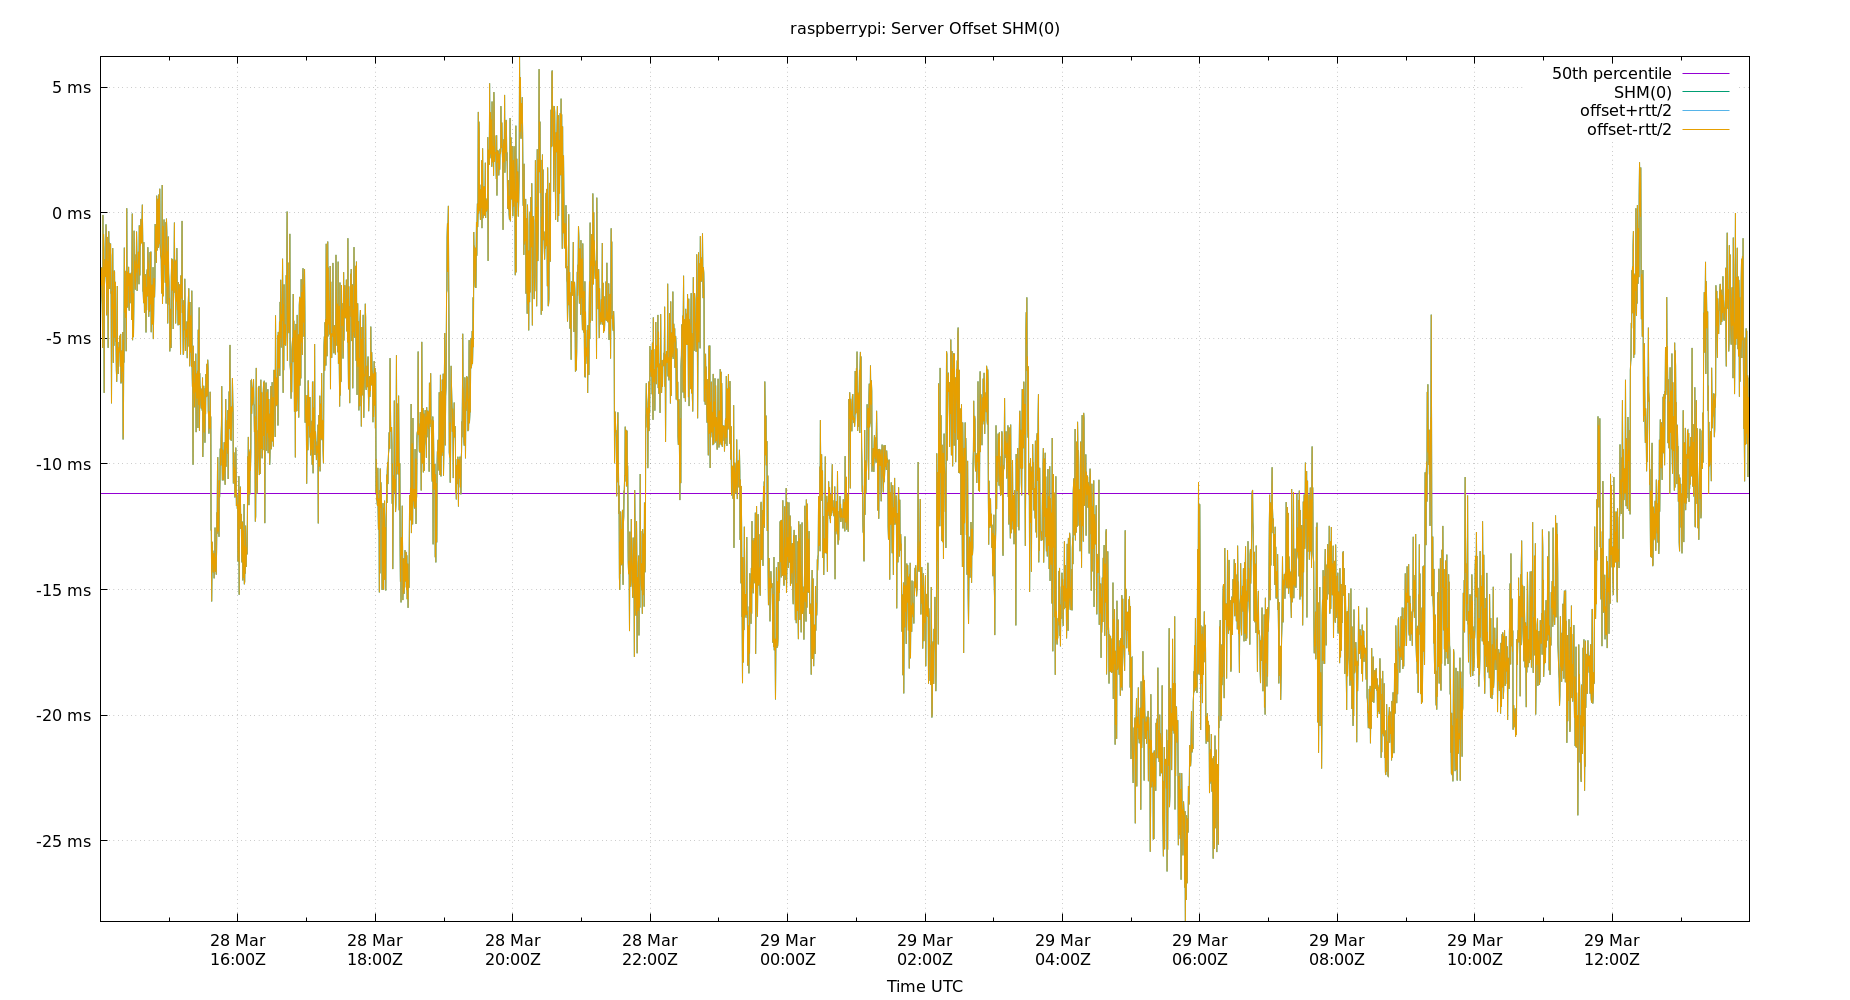 raspberrypi: Server Offset SHM(0)
50th percentile
SHM(0)
offset+rtt/2
offset-rtt/2
5 ms
0 ms
-5 ms
-10 ms
-15 ms
-20 ms
-25 ms
28 Mar 28 Mar 28 Mar 28 Mar 29 Mar 29 Mar 29 Mar 29 Mar 29 Mar 29 Mar 29 Mar
16:00Z 18:00Z 20:00Z 22:00Z 00:00Z 02:00Z 04:00Z 06:00Z 08:00Z 10:00Z 12:00Z
Time UTC